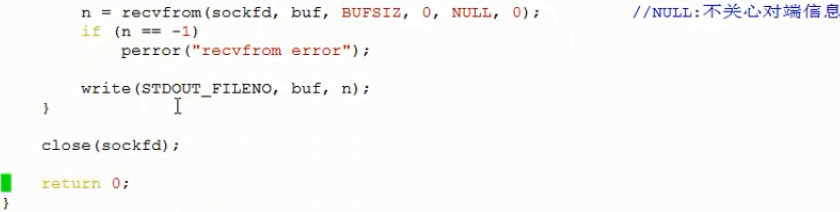 n = recvfrom(sockfd, buf, BUFSIZ, 0, NULL, 0); //NULL:不关心对端信息
if (n == -1)
perror("recvfrom error");
write(STDOUT_FILENO, buf, n);
}
close(sockfd);
return 0;
}